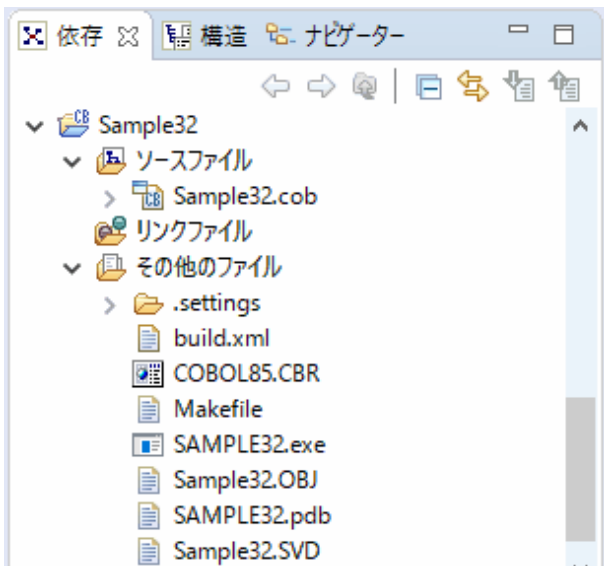 依存 構造 ナビゲーター
Sample32
ソースファイル
Sample32.cob
リンクファイル
その他のファイル
.settings
build.xml
COBOL85.CBR
Makefile
SAMPLE32.exe
Sample32.OBJ
SAMPLE32.pdb
Sample32.SVD